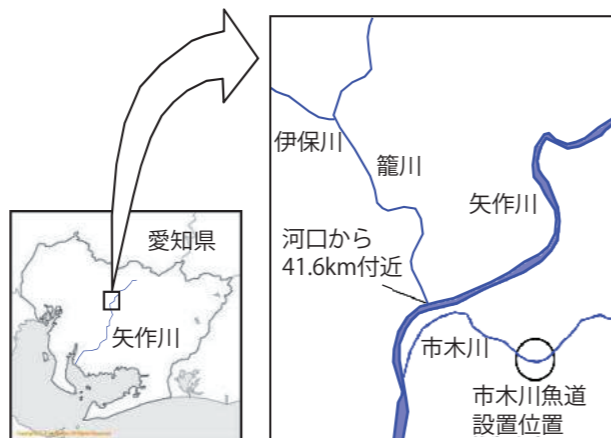 伊保川
籠川
矢作川
愛知県
河口から
41.6km付近
矢作川
市木川
市木川魚道
設置位置